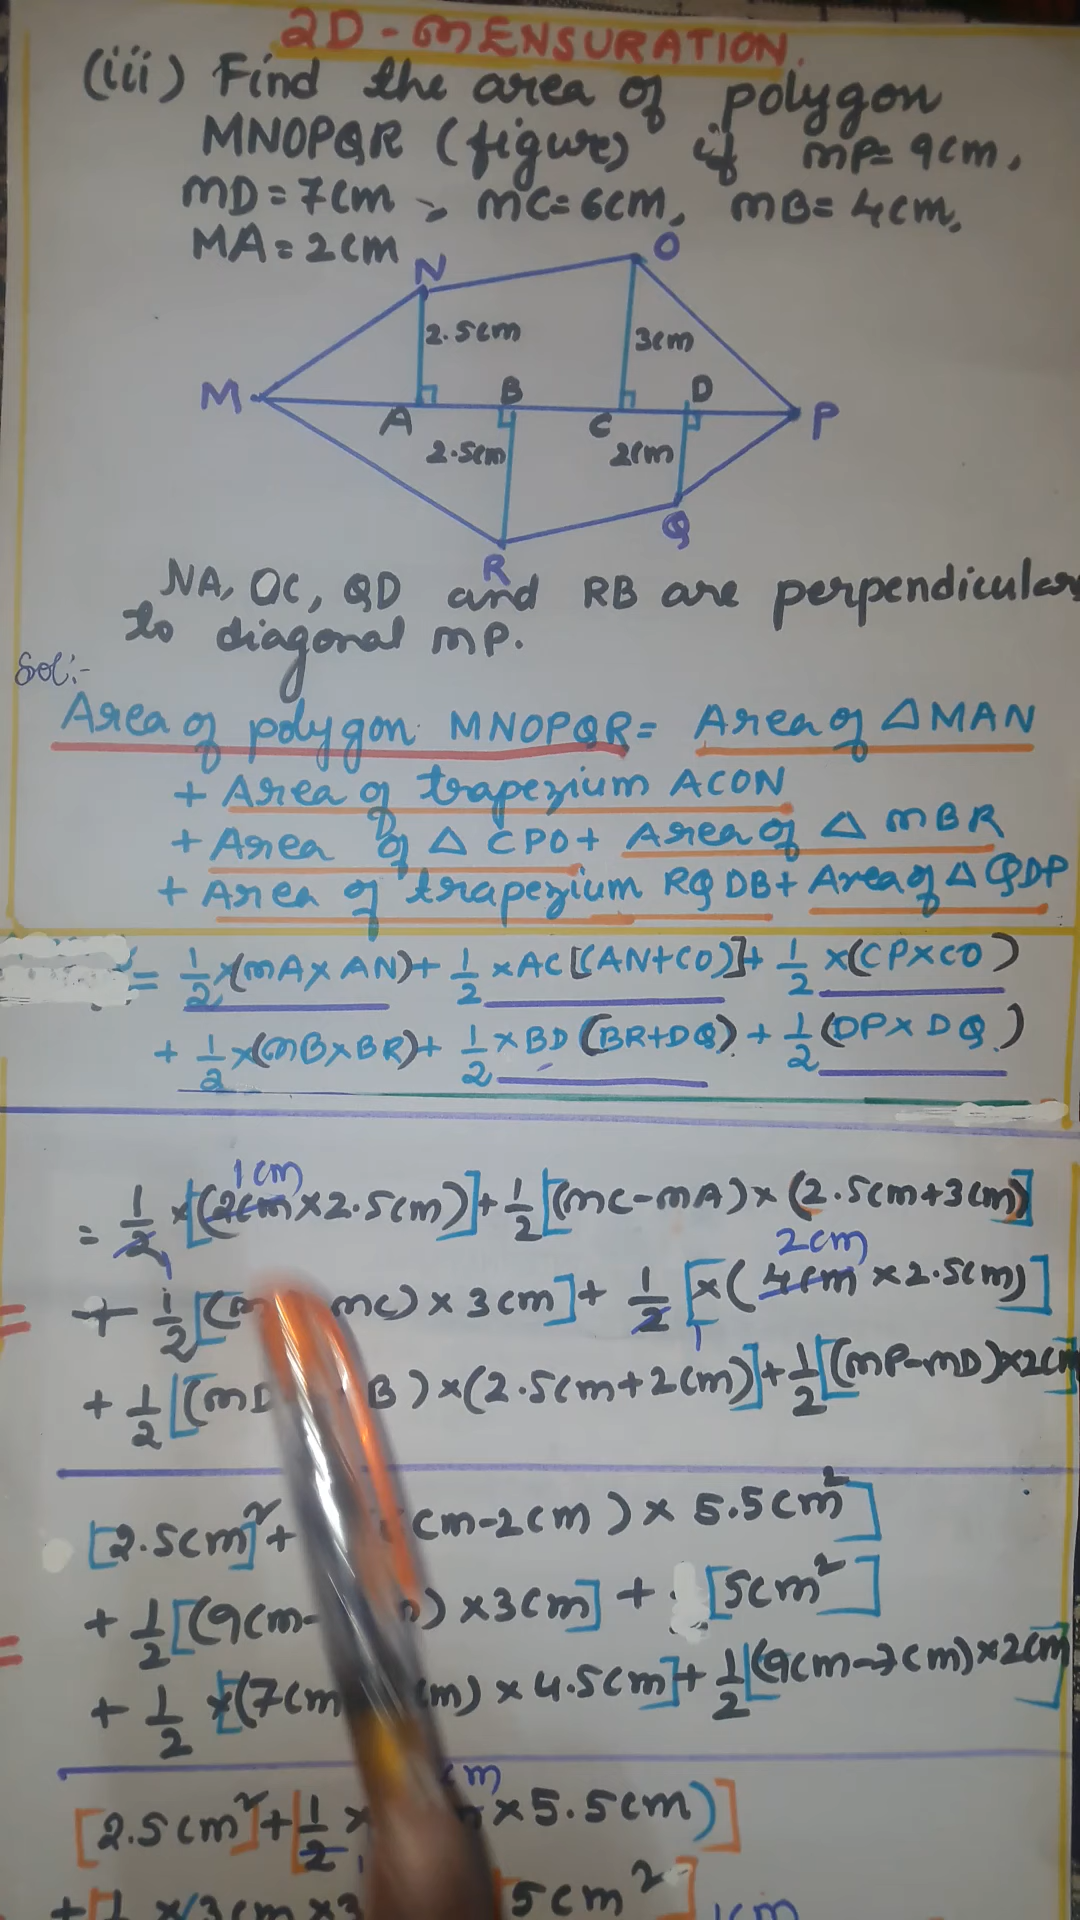 2D-MENSURATION.
(iii) Find the area of polygon
MNOPQR (figure) if MP=9cm,
MD=7cm, MC=6cm, MB=4cm,
MA=2cm
N
O
2.5cm
3cm
M
A
B
C
D
P
2.5cm
2cm
Q
R
NA, OC, QD and RB are perpendicular
to diagonal MP.
Sol:-
Area of polygon MNOPQR= Area of △MAN
+ Area of trapezium ACON
+ Area of △ CPO+ Area of △ MBR
+ Area of trapezium RQDB+ Area of △ QDP
= 1/2 ×(MA×AN)+ 1/2 ×AC[(AN+CO)]+ 1/2 ×(CP×CO)
+ 1/2 ×(MB×BR)+ 1/2 ×BD(BR+DQ)+ 1/2 (DP×DQ)
1cm
= 1/2 ×[(2cm×2.5cm)]+1/2[(MC-MA)×(2.5cm+3cm)]
2cm
+ 1/2[(M MC)×3cm]+ 1/2[×(4cm×2.5cm)]
+ 1/2[(MD B)×(2.5cm+2cm)]+1/2[(MP-MD)×2cm]
[2.5cm²]+ cm-2cm)×5.5cm²]
+ 1/2[(9cm- )×3cm]+ [5cm²]
+ 1/2 ×[(7cm cm)×4.5cm]+1/2[(9cm-7cm)×2cm]
cm
[2.5cm²]+[1/2× ×5.5cm)]
+[1 ×(3cm×3 [5cm²] 1cm